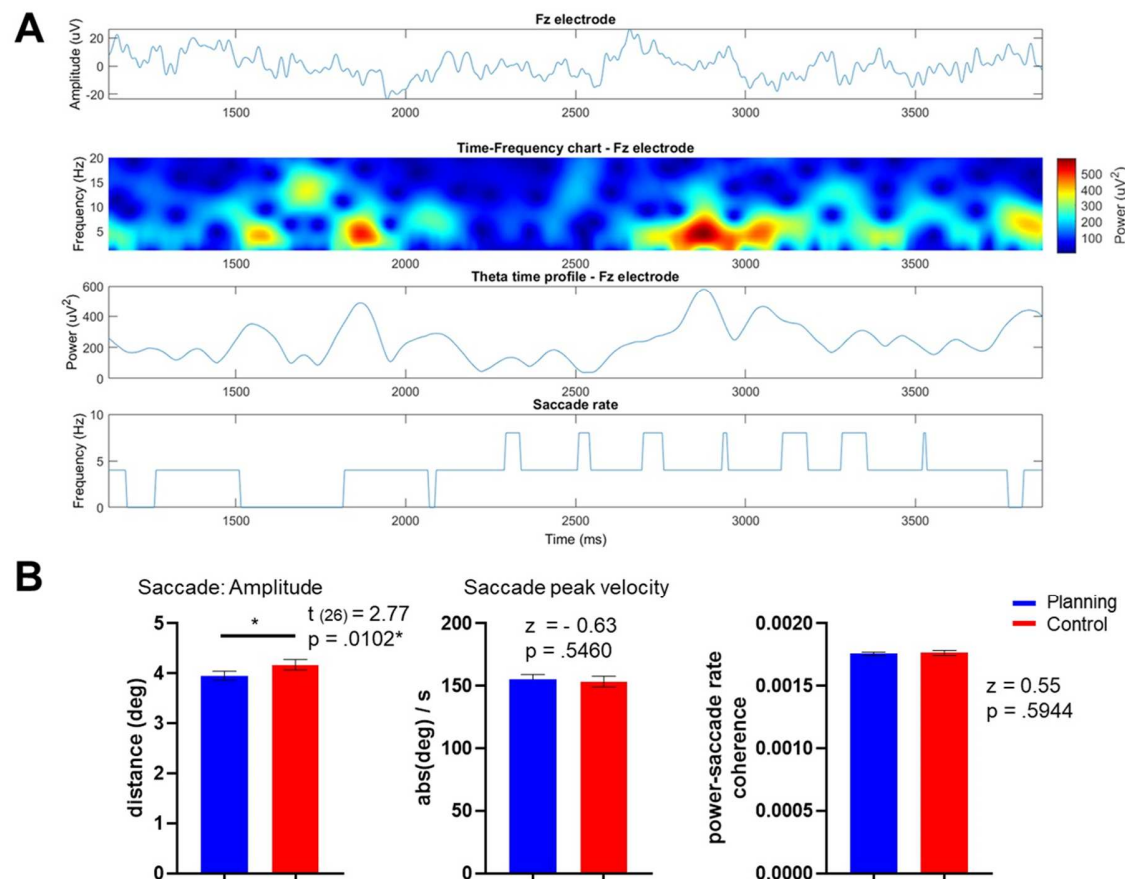 A
Fz electrode
Amplitude (uV)
20
0
-20
1500 2000 2500 3000 3500
Time-Frequency chart - Fz electrode
Frequency (Hz)
20
15
10
5
500
400
300
200
100
Power (uV²)
1500 2000 2500 3000 3500
Theta time profile - Fz electrode
Power (uV²)
600
400
200
0
1500 2000 2500 3000 3500
Saccade rate
Frequency (Hz)
10
5
0
1500 2000 2500 3000 3500
Time (ms)
B
Saccade: Amplitude
distance (deg)
5
4
3
2
1
0
*
t (26) = 2.77
p = .0102*
Saccade peak velocity
abs(deg) / s
200
150
100
50
0
z = - 0.63
p = .5460
power-saccade rate
coherence
0.0020
0.0015
0.0010
0.0005
0.0000
Planning
Control
z = 0.55
p = .5944